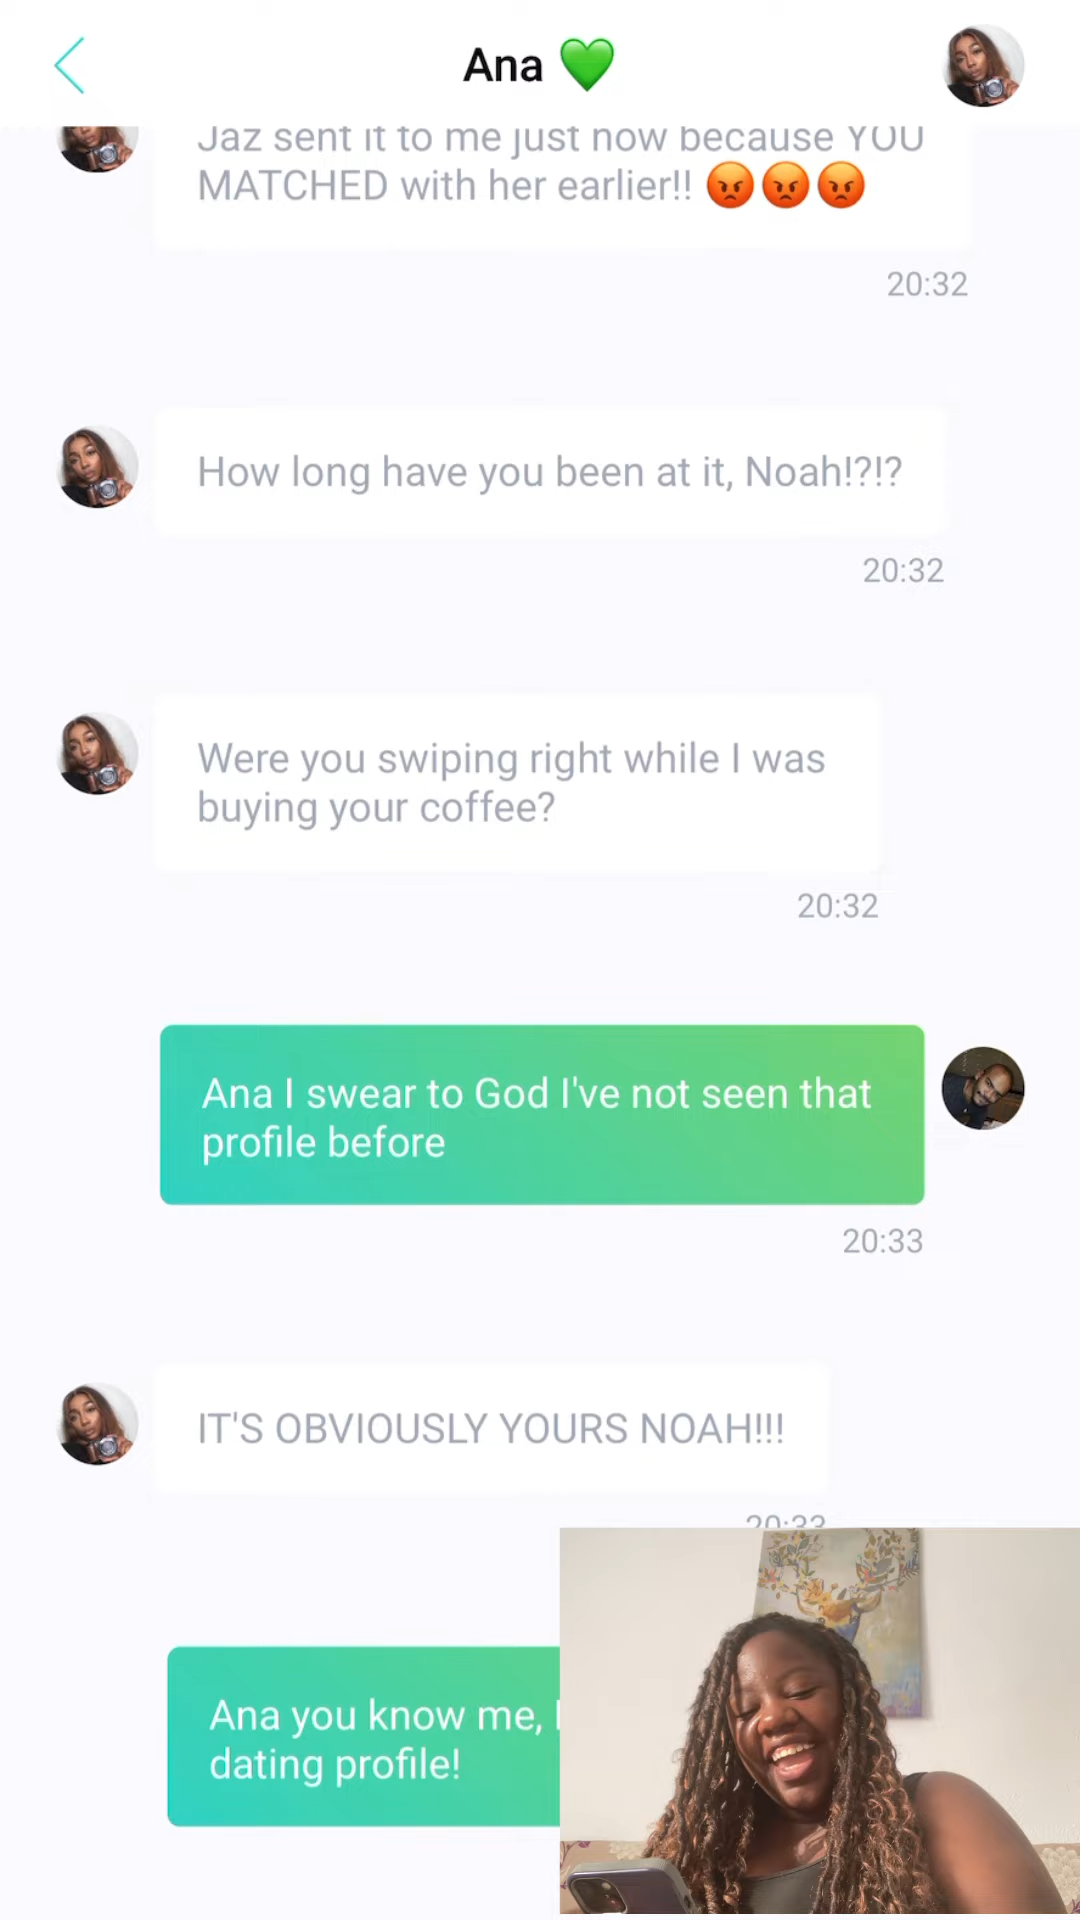 Ana 💚
Jaz sent it to me just now because YOU
MATCHED with her earlier!! 😡😡😡
20:32
How long have you been at it, Noah!?!?
20:32
Were you swiping right while I was
buying your coffee?
20:32
Ana I swear to God I've not seen that
profile before
20:33
IT'S OBVIOUSLY YOURS NOAH!!!
20:33
Ana you know me,
dating profile!